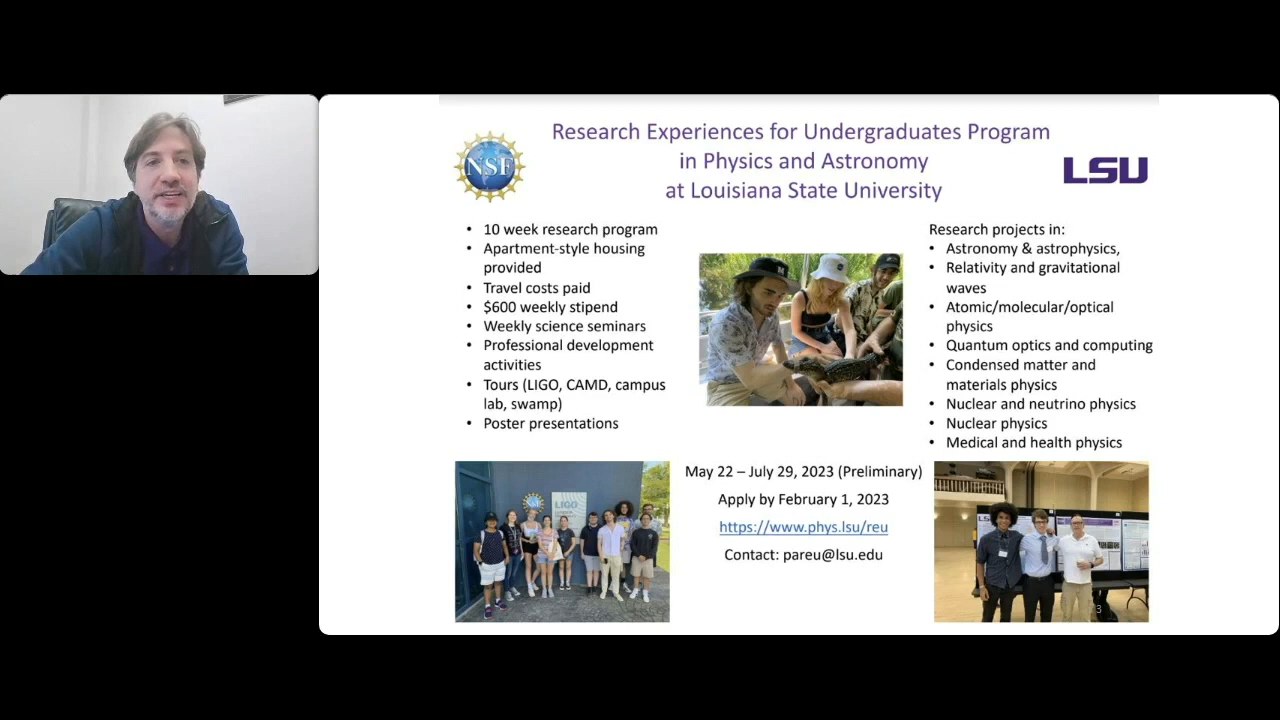 Research Experiences for Undergraduates Program
in Physics and Astronomy
at Louisiana State University
NSF
LSU
• 10 week research program
• Apartment-style housing
provided
• Travel costs paid
• $600 weekly stipend
• Weekly science seminars
• Professional development
activities
• Tours (LIGO, CAMD, campus
lab, swamp)
• Poster presentations
Research projects in:
• Astronomy & astrophysics,
• Relativity and gravitational
waves
• Atomic/molecular/optical
physics
• Quantum optics and computing
• Condensed matter and
materials physics
• Nuclear and neutrino physics
• Nuclear physics
• Medical and health physics
May 22 – July 29, 2023 (Preliminary)
Apply by February 1, 2023
https://www.phys.lsu/reu
Contact: pareu@lsu.edu
LIGO
LSU
3